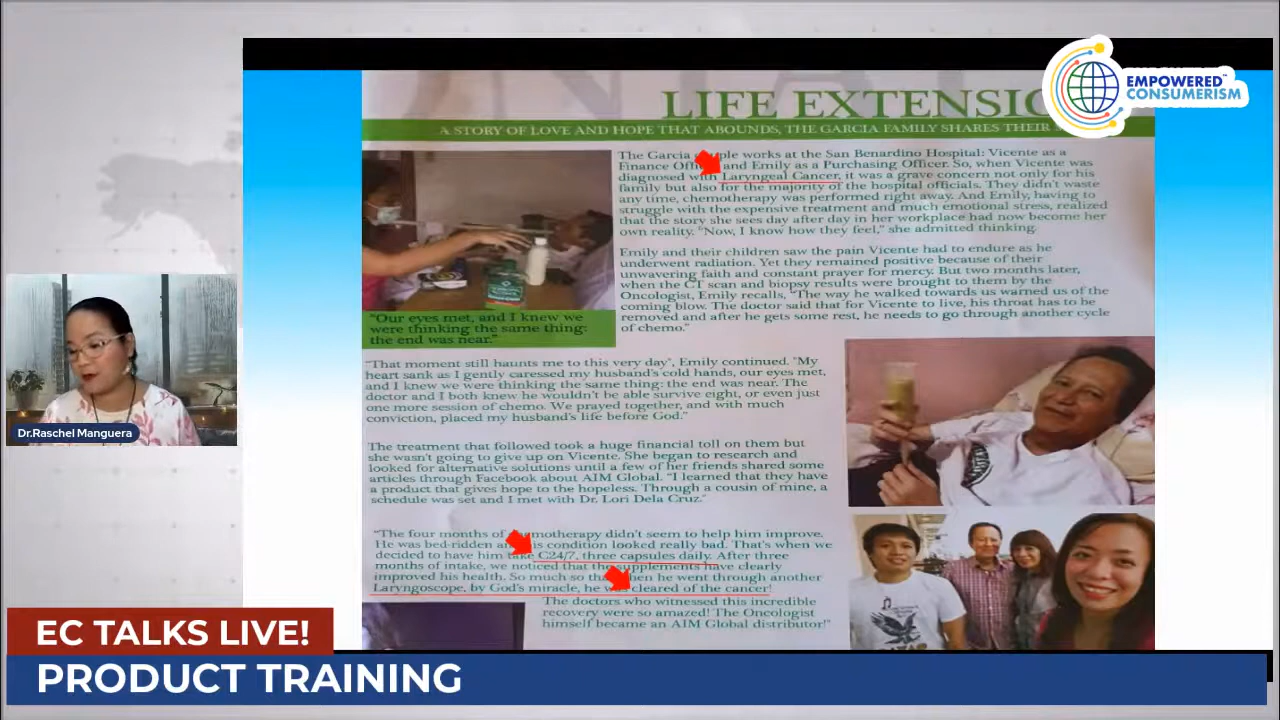 EMPOWERED™
CONSUMERISM
LIFE EXTENSIO
A STORY OF LOVE AND HOPE THAT ABOUNDS, THE GARCIA FAMILY SHARES THEIR
The Garcia couple works at the San Benardino Hospital: Vicente as a
Finance Officer and Emily as a Purchasing Officer. So, when Vicente was
diagnosed with Laryngeal Cancer, it was a grave concern not only for his
family but also for the majority of the hospital officials. They didn't waste
any time, chemotherapy was performed right away. And Emily, having to
struggle with the expensive treatment and much emotional stress, realized
that the story she sees day after day in her workplace had now become her
own reality. "Now, I know how they feel," she admitted thinking.
Emily and their children saw the pain Vicente had to endure as he
underwent radiation. Yet they remained positive because of their
unwavering faith and constant prayer for mercy. But two months later,
when the CT scan and biopsy results were brought to them by the
Oncologist, Emily recalls, "The way he walked towards us warned us of the
coming blow. The doctor said that for Vicente to live, his throat has to be
removed and after he gets some rest, he needs to go through another cycle
of chemo."
"Our eyes met, and I knew we
were thinking the same thing:
the end was near."
"That moment still haunts me to this very day", Emily continued. "My
heart sank as I gently caressed my husband's cold hands, our eyes met,
and I knew we were thinking the same thing: the end was near. The
doctor and I both knew he wouldn't be able survive eight, or even just
one more session of chemo. We prayed together, and with much
conviction, placed my husband's life before God."
The treatment that followed took a huge financial toll on them but
she wasn't going to give up on Vicente. She began to research and
looked for alternative solutions until a few of her friends shared some
articles through Facebook about AIM Global. "I learned that they have
a product that gives hope to the hopeless. Through a cousin of mine, a
schedule was set and I met with Dr. Lori Dela Cruz."
"The four months of chemotherapy didn't seem to help him improve.
He was bed-ridden and his condition looked really bad. That's when we
decided to have him take C24/7, three capsules daily. After three
months of intake, we noticed that the supplements have clearly
improved his health. So much so that when he went through another
Laryngoscope, by God's miracle, he was cleared of the cancer!
The doctors who witnessed this incredible
recovery were so amazed! The Oncologist
himself became an AIM Global distributor!"
Dr.Raschel Manguera
EC TALKS LIVE!
PRODUCT TRAINING